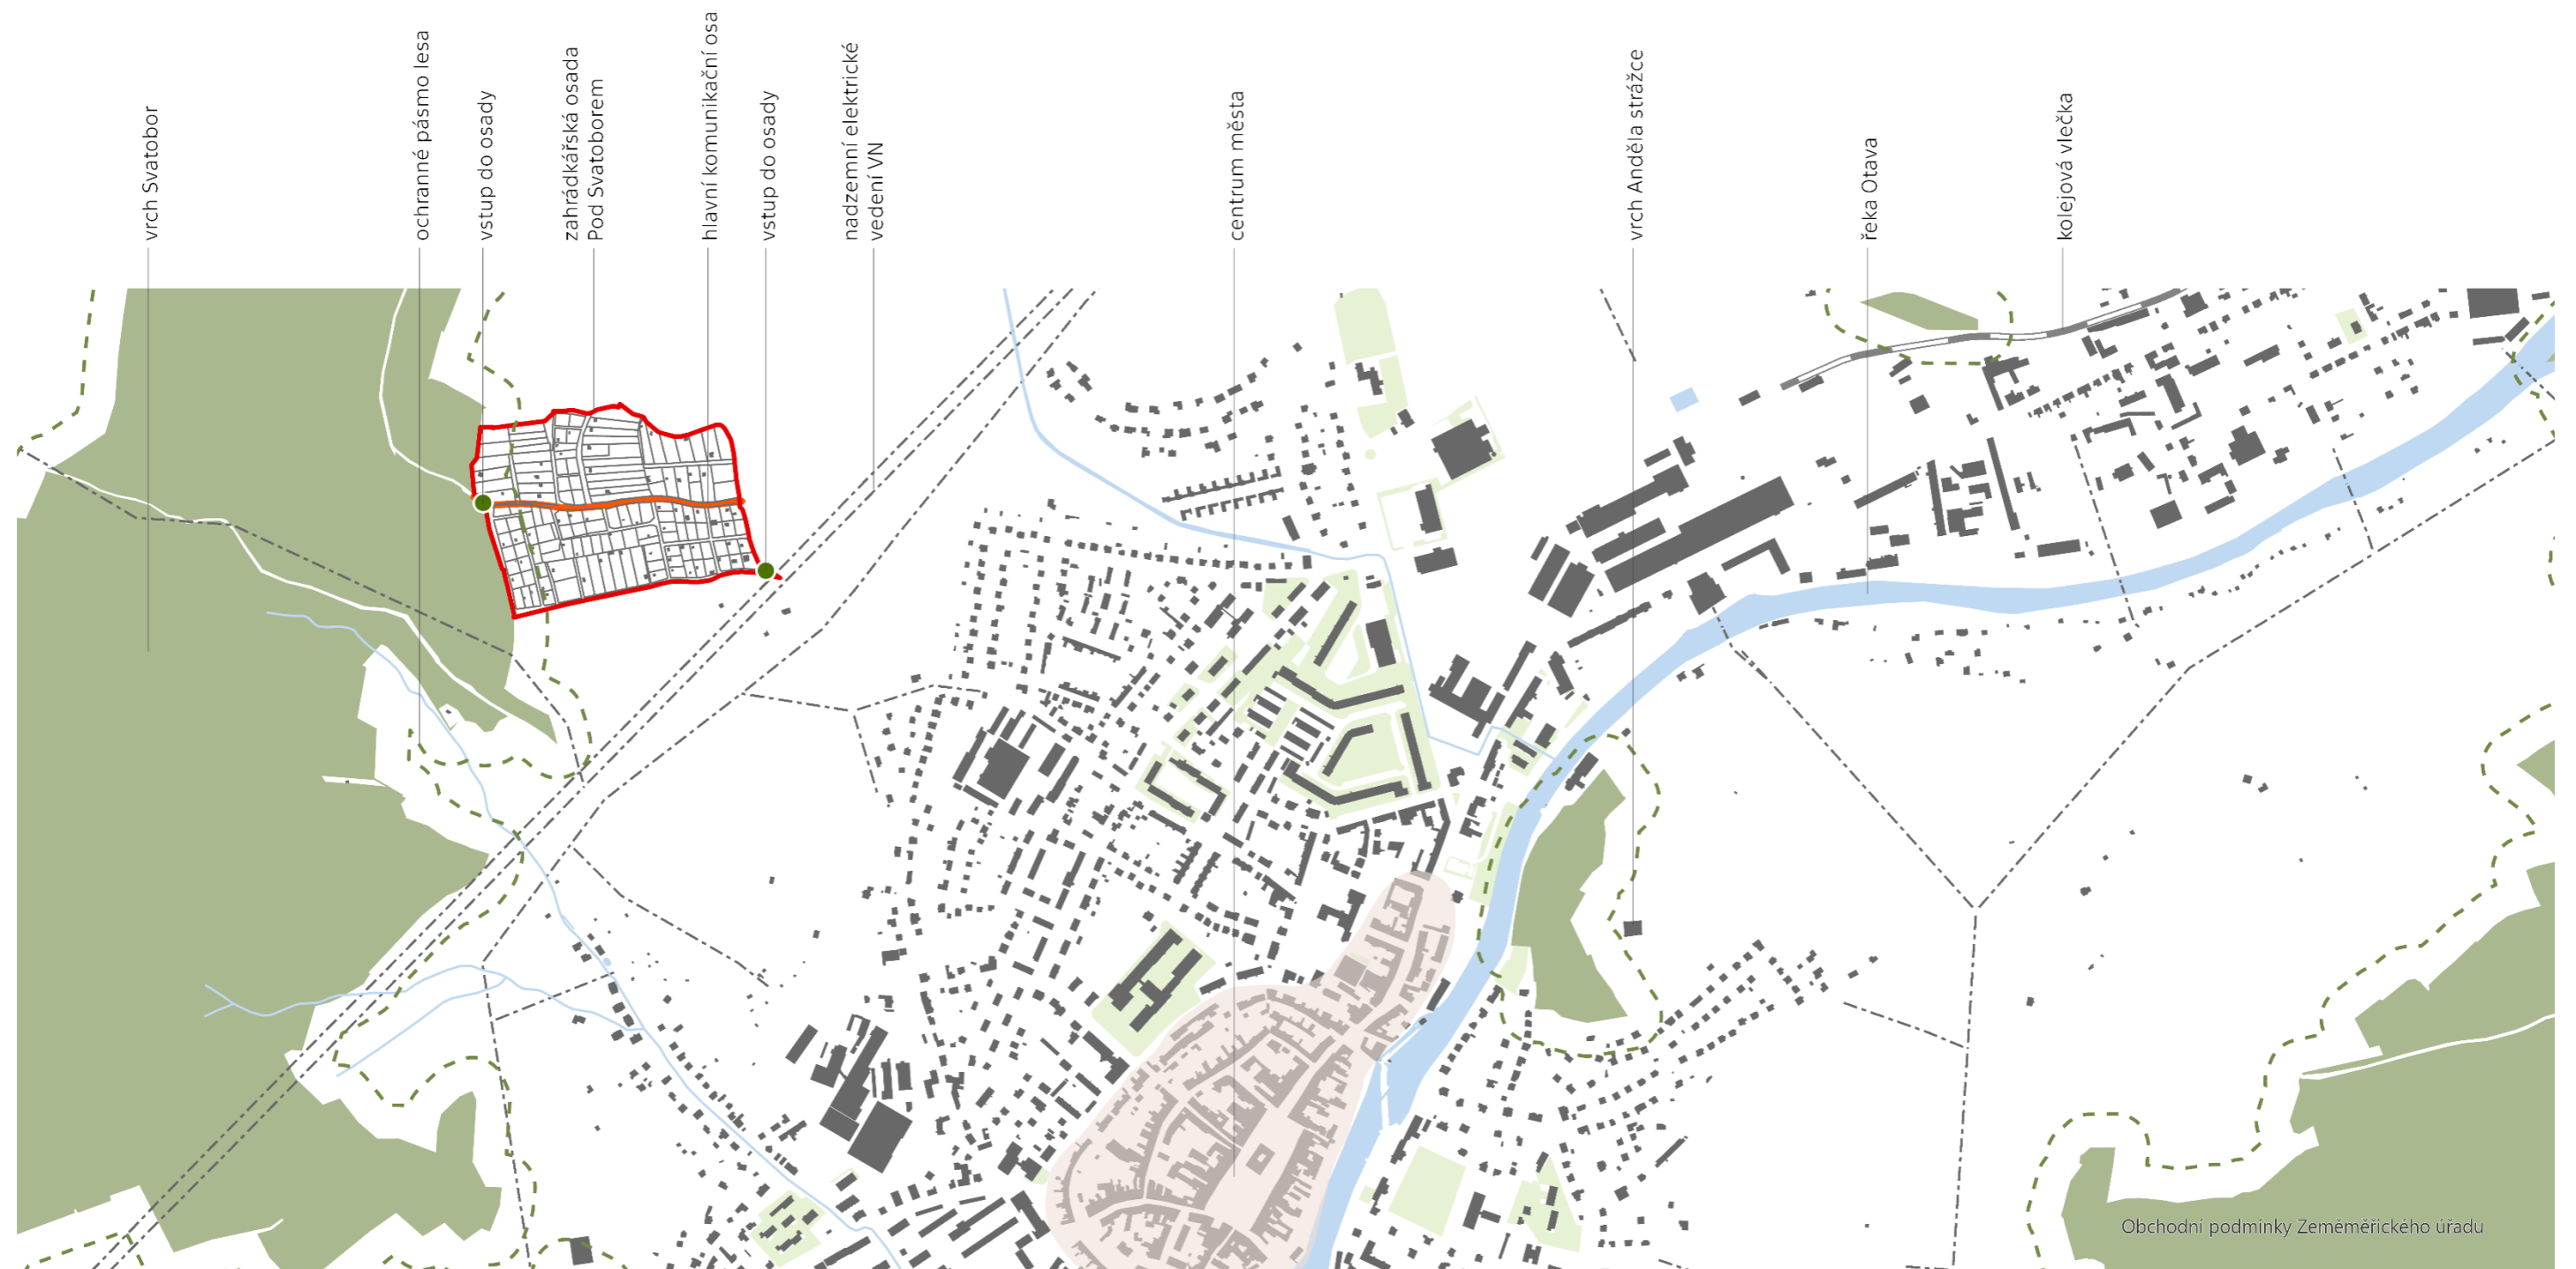 vrch Svatobor
ochranné pásmo lesa
vstup do osady
zahrádkářská osada
Pod Svatoborem
hlavní komunikační osa
vstup do osady
nadzemní elektrické
vedení VN
centrum města
vrch Anděla strážce
řeka Otava
kolejová vlečka
Obchodní podmínky Zeměměřického úřadu